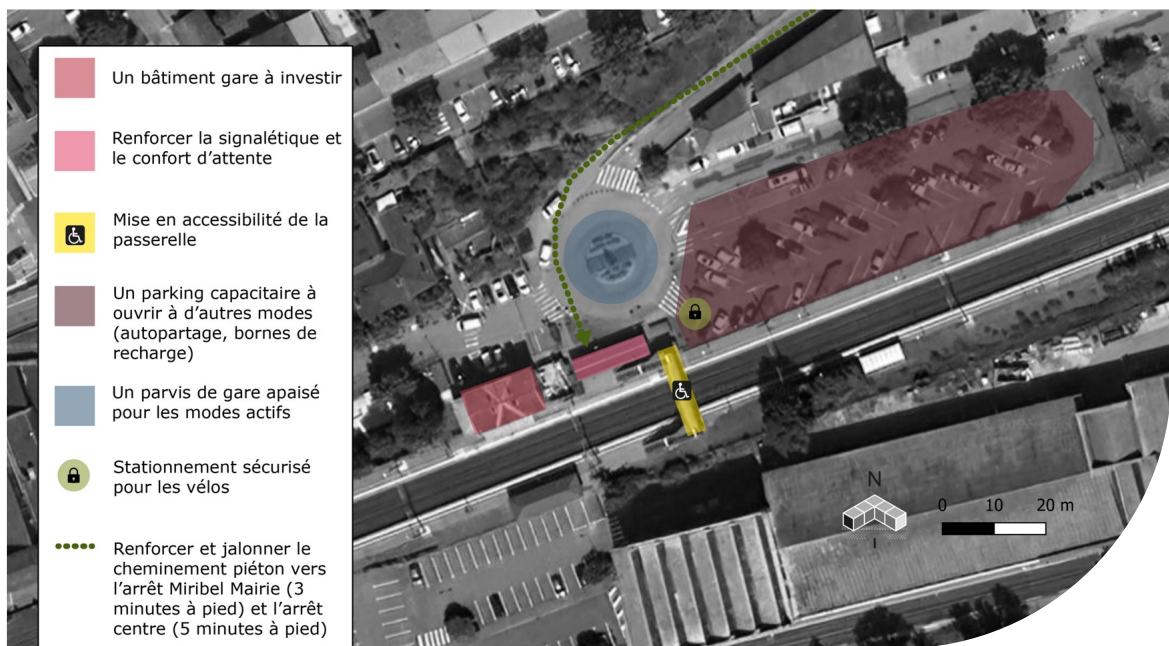 Un bâtiment gare à investir
Renforcer la signalétique et
le confort d'attente
Mise en accessibilité de la
passerelle
Un parking capacitaire à
ouvrir à d'autres modes
(autopartage, bornes de
recharge)
Un parvis de gare apaisé
pour les modes actifs
Stationnement sécurisé
pour les vélos
Renforcer et jalonner le
cheminement piéton vers
l'arrêt Miribel Mairie (3
minutes à pied) et l'arrêt
centre (5 minutes à pied)
N
0 10 20 m